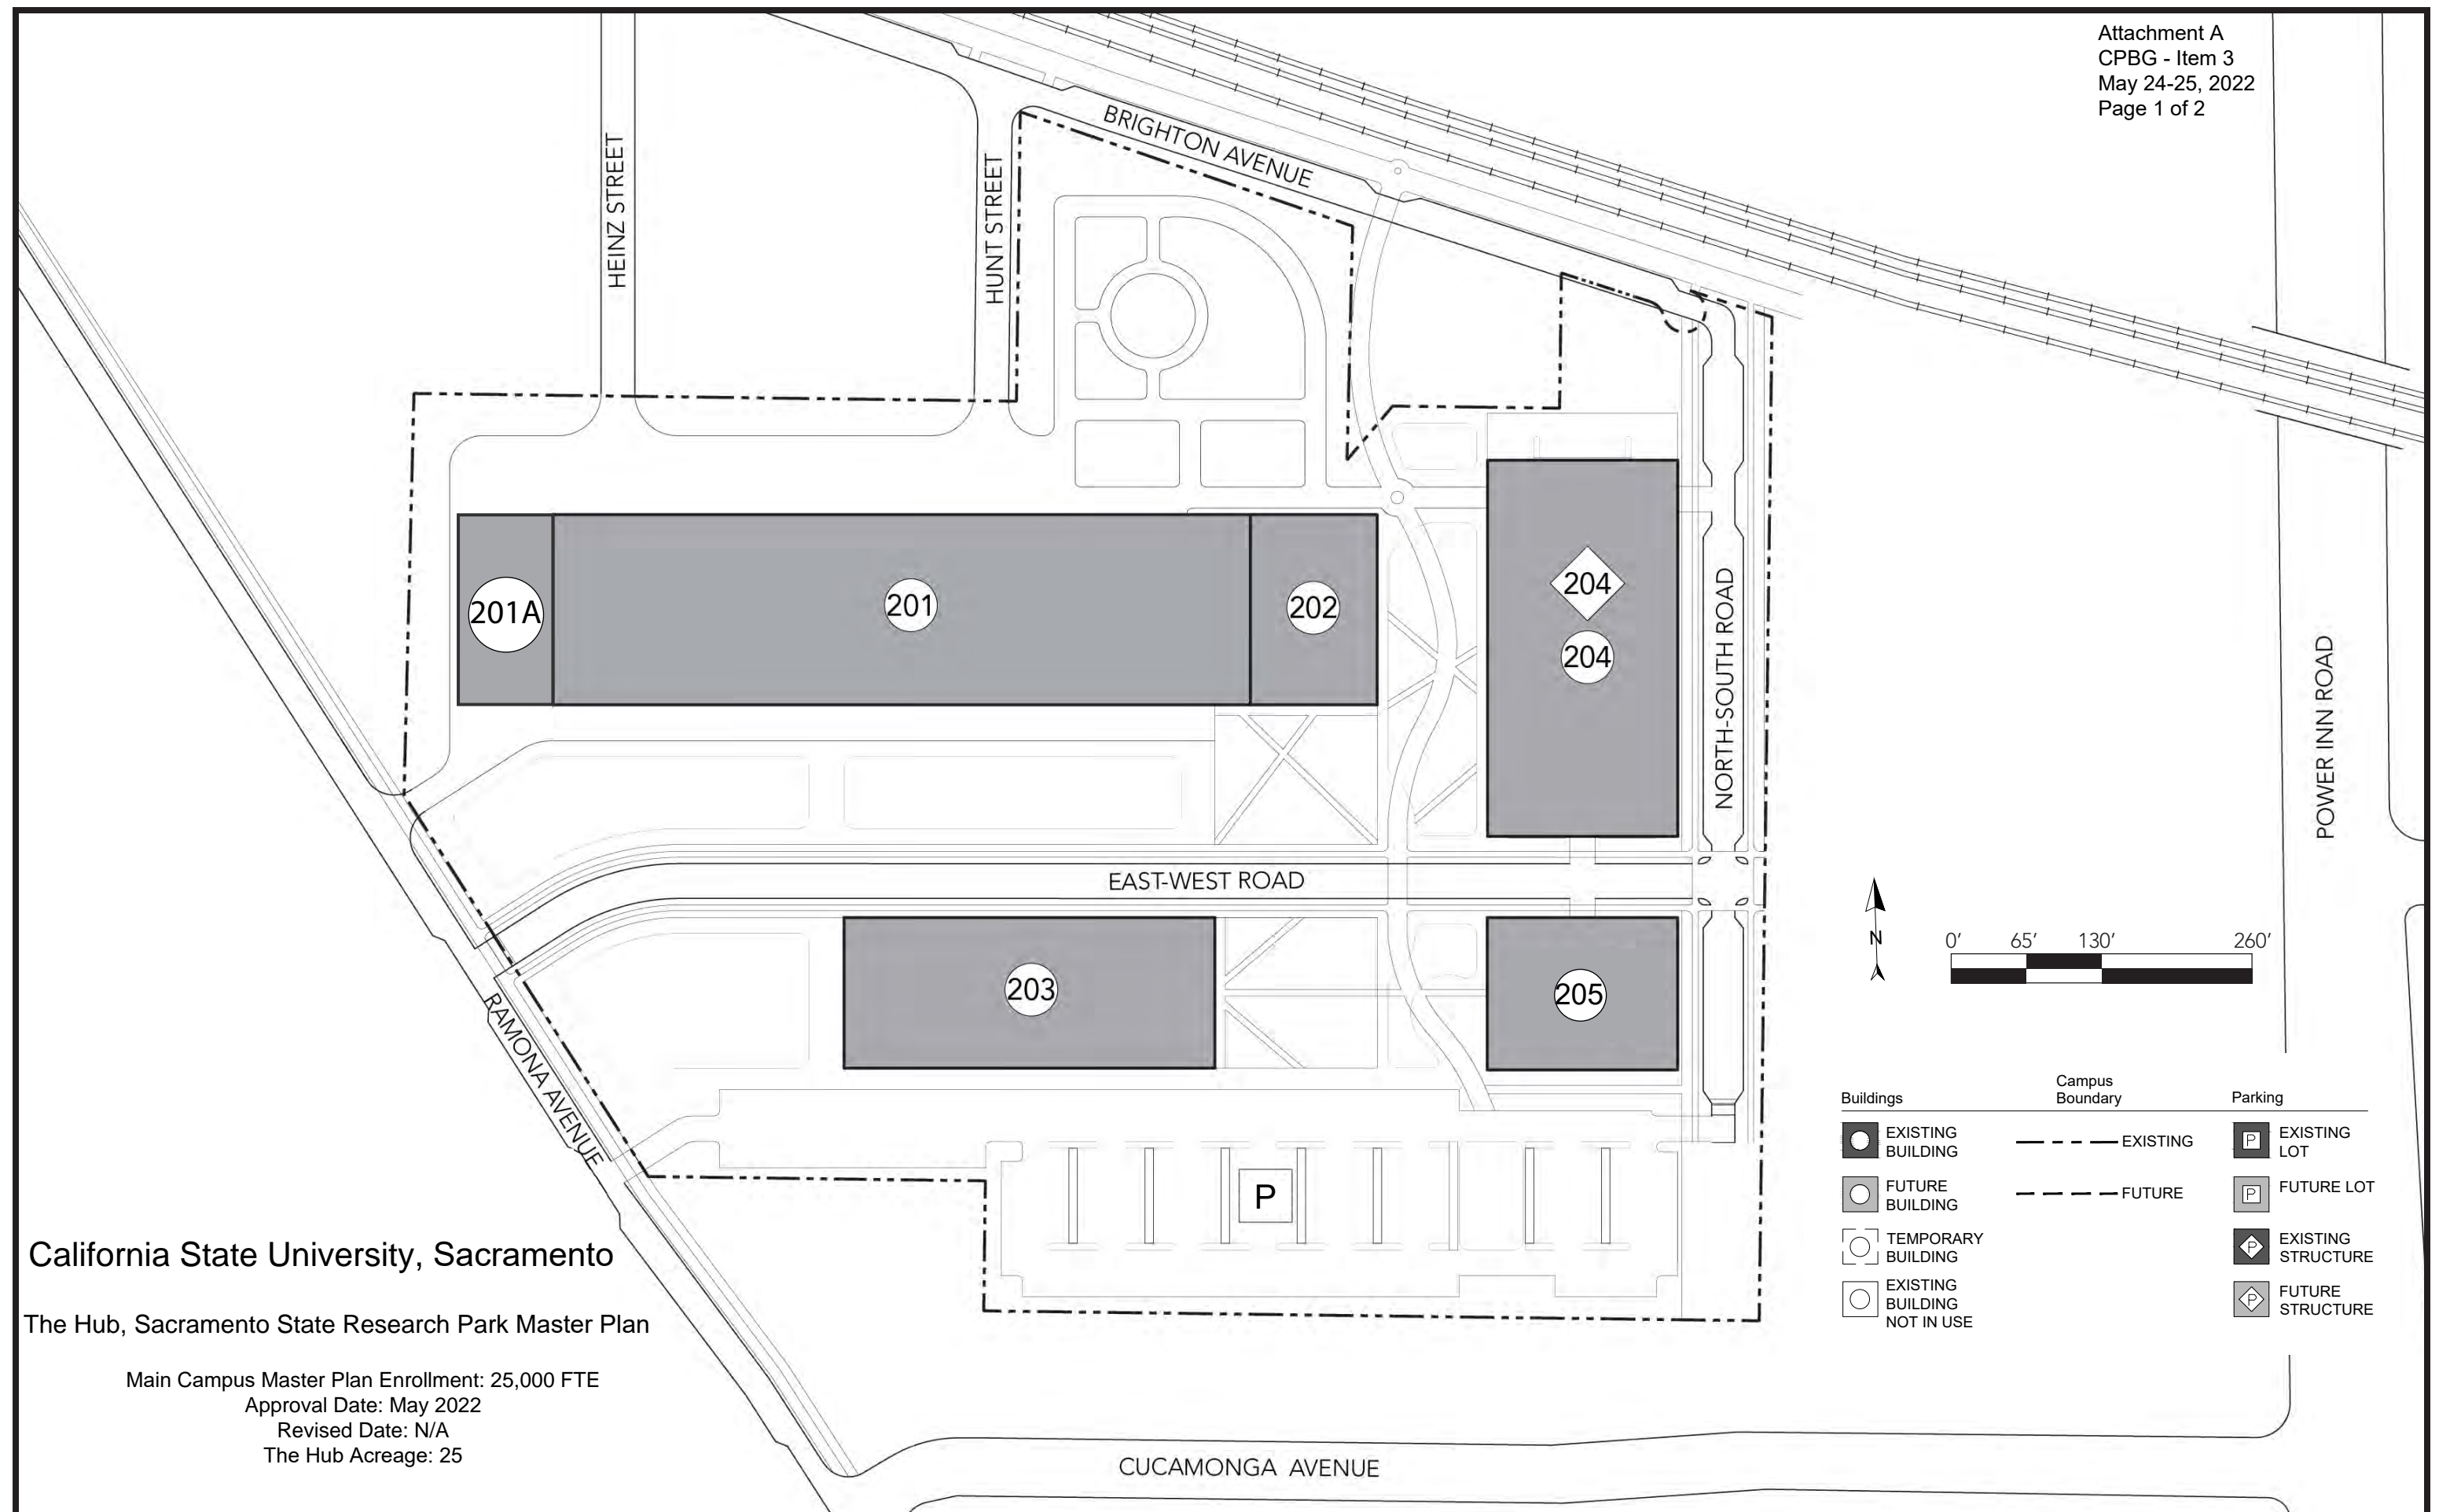 Attachment A
CPBG - Item 3
May 24-25, 2022
Page 1 of 2
BRIGHTON AVENUE
HEINZ STREET
HUNT STREET
201A
201
202
204
204
NORTH-SOUTH ROAD
POWER INN ROAD
EAST-WEST ROAD
203
205
N
0' 65' 130' 260'
RAMONA AVENUE
P
Buildings
Campus
Boundary
Parking
EXISTING
BUILDING
EXISTING
P
EXISTING
LOT
FUTURE
BUILDING
FUTURE
P
FUTURE LOT
TEMPORARY
BUILDING
P
EXISTING
STRUCTURE
EXISTING
BUILDING
NOT IN USE
P
FUTURE
STRUCTURE
California State University, Sacramento
The Hub, Sacramento State Research Park Master Plan
Main Campus Master Plan Enrollment: 25,000 FTE
Approval Date: May 2022
Revised Date: N/A
The Hub Acreage: 25
CUCAMONGA AVENUE